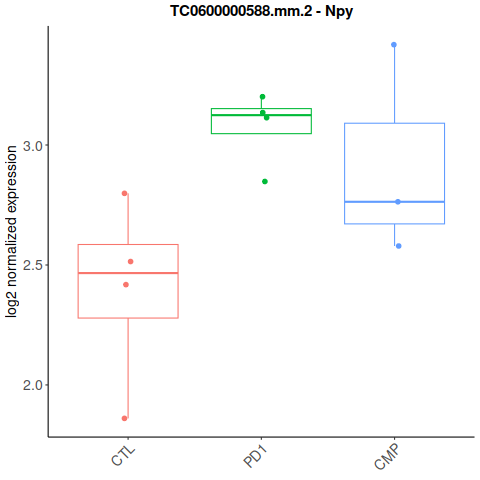 TC0600000588.mm.2 - Npy
log2 normalized expression
3.0
2.5
2.0
CTL
PD1
CMP